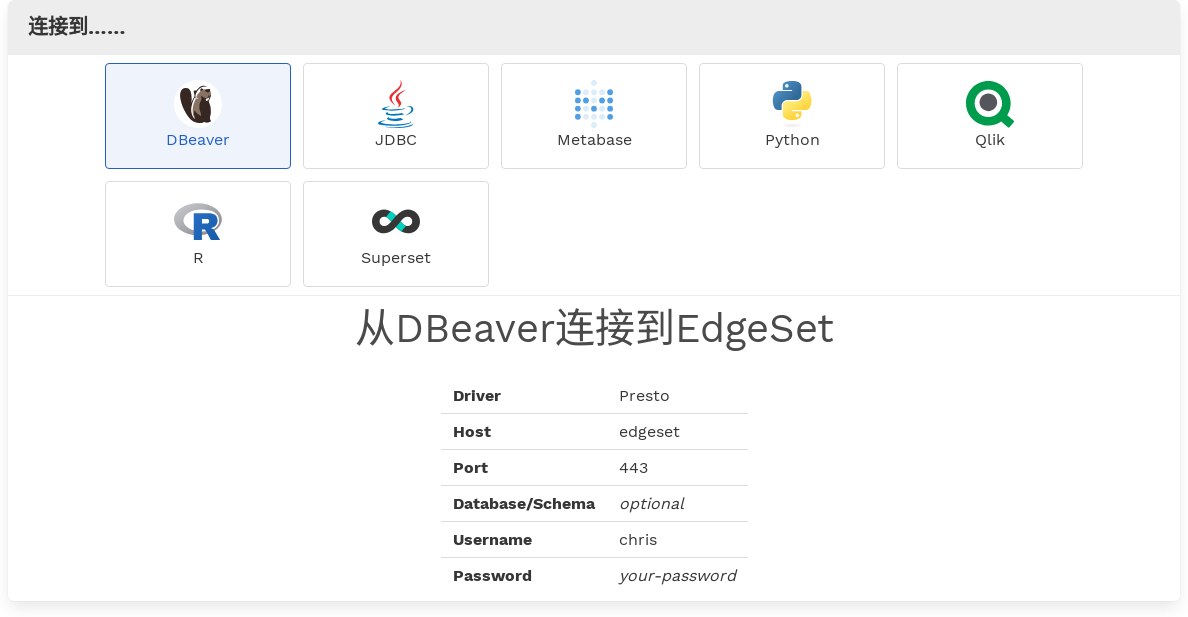 连接到……
DBeaver
JDBC
Metabase
Python
Qlik
R
Superset
从DBeaver连接到EdgeSet
Driver Presto
Host edgeset
Port 443
Database/Schema optional
Username chris
Password your-password